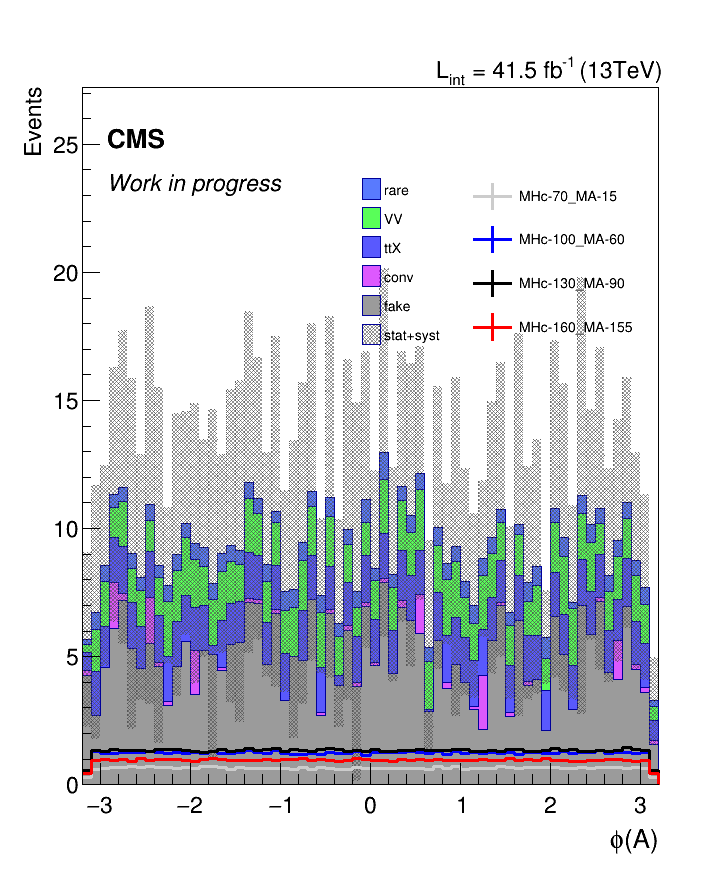 L_int = 41.5 fb^-1 (13TeV)
Events
CMS
Work in progress
rare
VV
ttX
conv
fake
stat+syst
MHc-70_MA-15
MHc-100_MA-60
MHc-130_MA-90
MHc-160_MA-155
25
20
15
10
5
0
−3 −2 −1 0 1 2 3
ϕ(A)